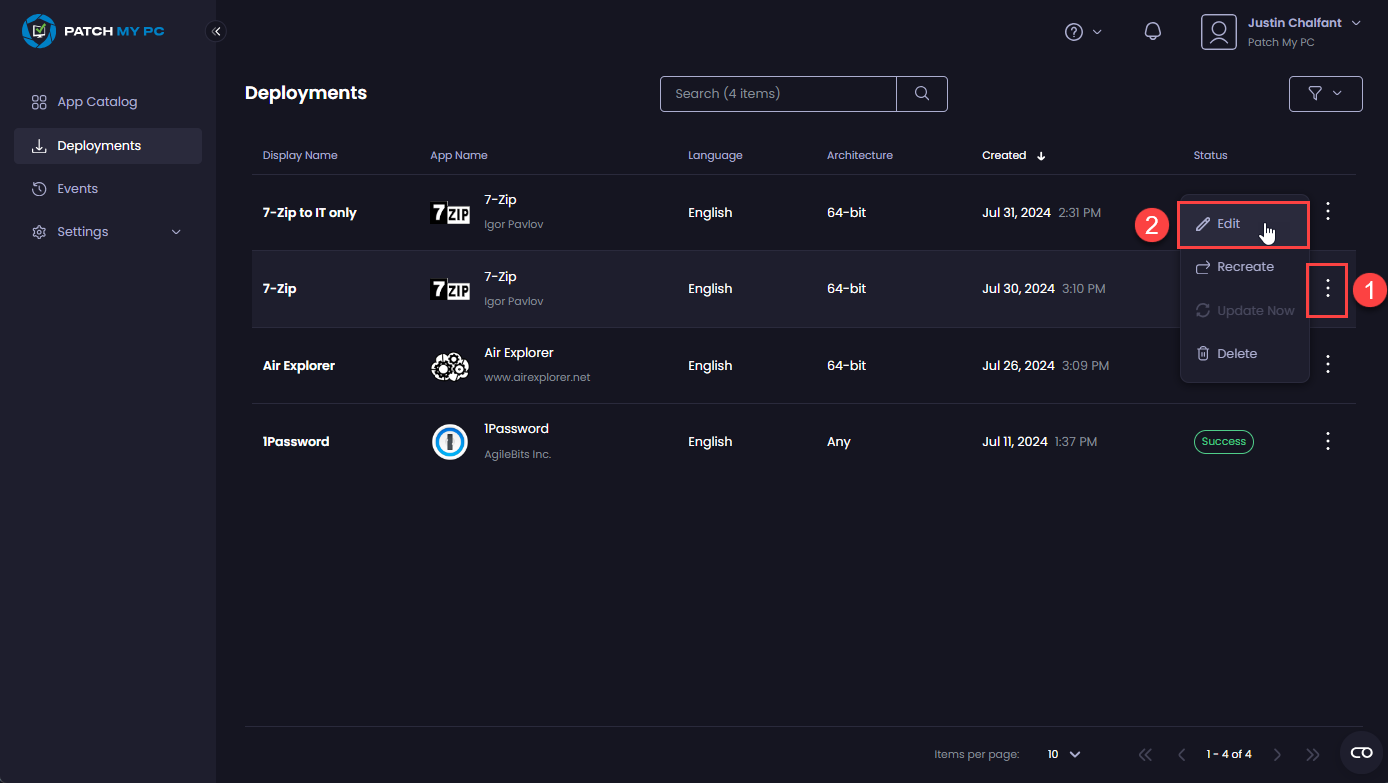 PATCH MY PC
Justin Chalfant
Patch My PC
App Catalog
Deployments
Events
Settings
Deployments
Search (4 items)
Display Name App Name Language Architecture Created Status
7-Zip to IT only 7ZIP 7-Zip Igor Pavlov English 64-bit Jul 31, 2024 2:31 PM
7-Zip 7ZIP 7-Zip Igor Pavlov English 64-bit Jul 30, 2024 3:10 PM
Air Explorer Air Explorer www.airexplorer.net English 64-bit Jul 26, 2024 3:09 PM
1Password 1Password AgileBits Inc. English Any Jul 11, 2024 1:37 PM Success
2
Edit
Recreate
1
Update Now
Delete
Items per page: 10 1 - 4 of 4